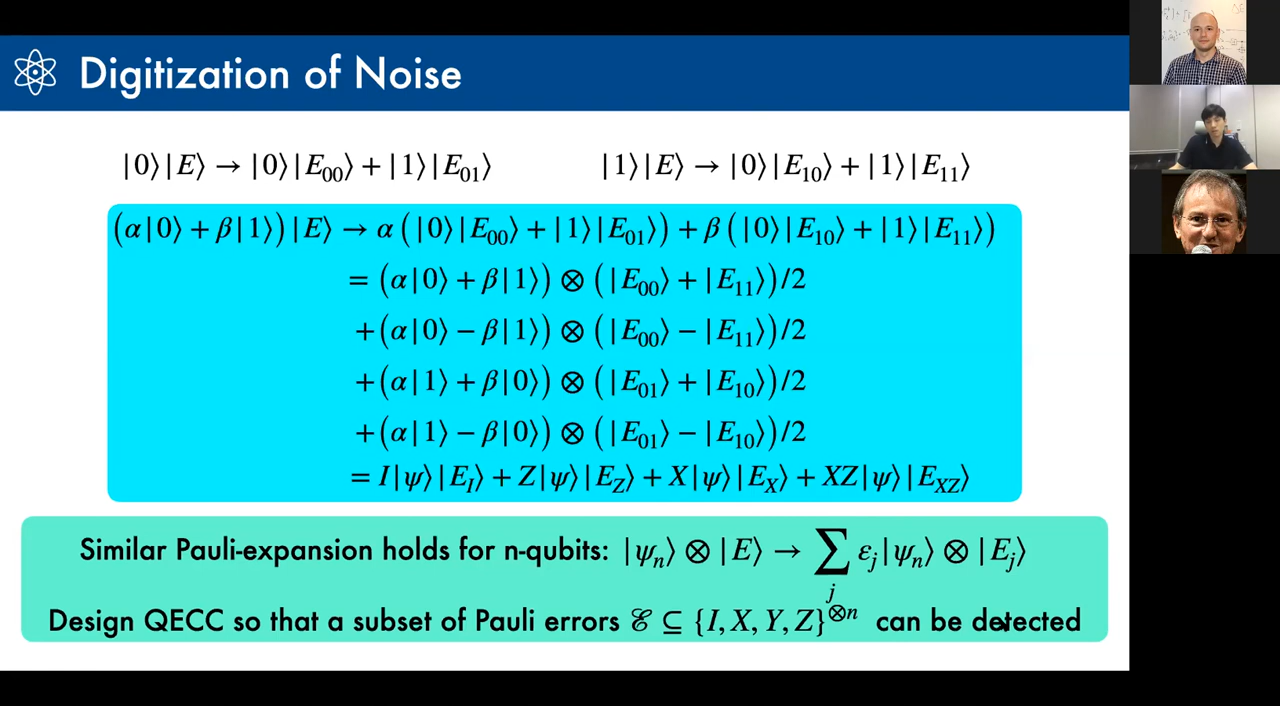 Digitization of Noise
|0⟩|E⟩ → |0⟩|E₀₀⟩ + |1⟩|E₀₁⟩
|1⟩|E⟩ → |0⟩|E₁₀⟩ + |1⟩|E₁₁⟩
(α|0⟩ + β|1⟩)|E⟩ → α(|0⟩|E₀₀⟩ + |1⟩|E₀₁⟩) + β(|0⟩|E₁₀⟩ + |1⟩|E₁₁⟩)
= (α|0⟩ + β|1⟩) ⊗ (|E₀₀⟩ + |E₁₁⟩)/2
+(α|0⟩ − β|1⟩) ⊗ (|E₀₀⟩ − |E₁₁⟩)/2
+(α|1⟩ + β|0⟩) ⊗ (|E₀₁⟩ + |E₁₀⟩)/2
+(α|1⟩ − β|0⟩) ⊗ (|E₀₁⟩ − |E₁₀⟩)/2
= I|ψ⟩|E_I⟩ + Z|ψ⟩|E_Z⟩ + X|ψ⟩|E_X⟩ + XZ|ψ⟩|E_XZ⟩
Similar Pauli-expansion holds for n-qubits: |ψₙ⟩ ⊗ |E⟩ → ∑_j ε_j|ψₙ⟩ ⊗ |E_j⟩
Design QECC so that a subset of Pauli errors ℰ ⊆ {I, X, Y, Z}^⊗n can be detected